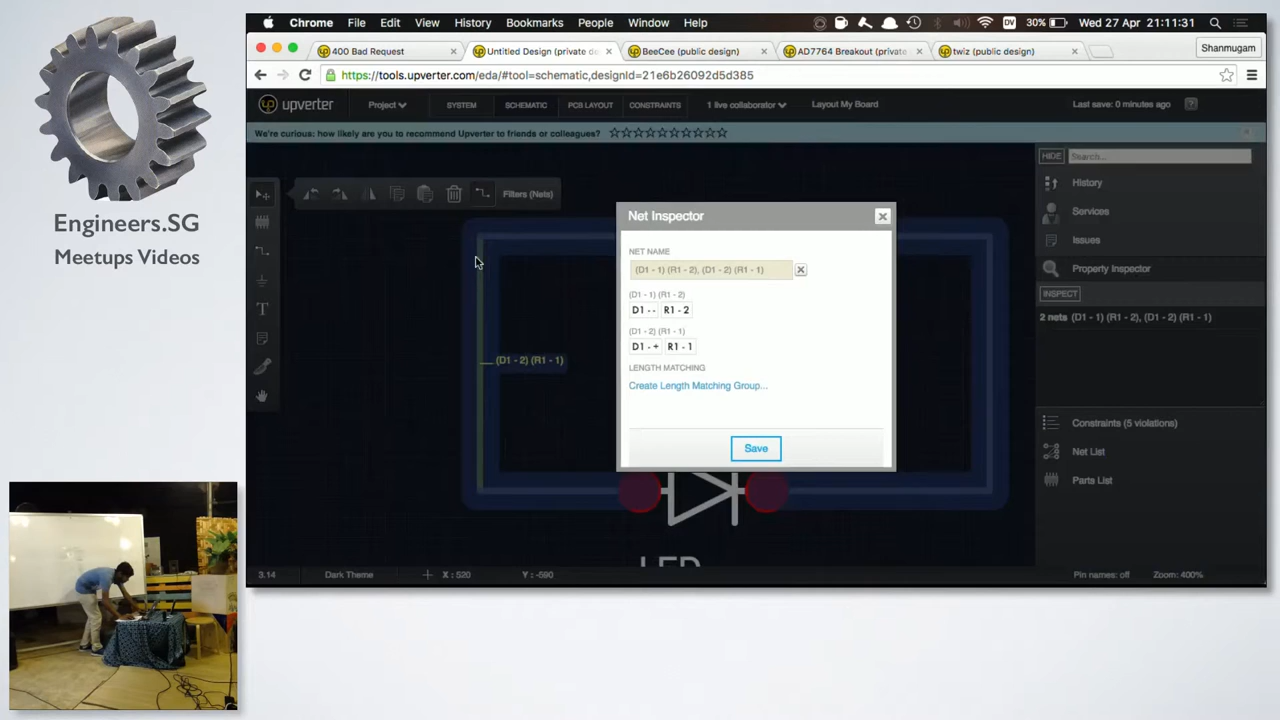 Engineers.SG
Meetups Videos
Chrome File Edit View History Bookmarks People Window Help DV 30% Wed 27 Apr 21:11:31
400 Bad Request × Untitled Design (private de × BeeCee (public design) × AD7764 Breakout (private × twiz (public design) × Shanmugam
https://tools.upverter.com/eda/#tool=schematic,designId=21e6b26092d5d385
up upverter Project SYSTEM SCHEMATIC PCB LAYOUT CONSTRAINTS 1 live collaborator Layout My Board Last save: 0 minutes ago ?
We're curious: how likely are you to recommend Upverter to friends or colleagues?
HIDE Search...
History
Filters (Nets)
Services
Issues
Property Inspector
INSPECT
2 nets (D1 - 1) (R1 - 2), (D1 - 2) (R1 - 1)
Net Inspector
NET NAME
(D1 - 1) (R1 - 2), (D1 - 2) (R1 - 1)
(D1 - 1) (R1 - 2)
D1 - - R1 - 2
(D1 - 2) (R1 - 1)
D1 - + R1 - 1
LENGTH MATCHING
Create Length Matching Group...
Save
(D1 - 2) (R1 - 1)
T
Constraints (5 violations)
Net List
Parts List
LED
3.14 Dark Theme X : 520 Y : -590 Pin names: off Zoom: 400%